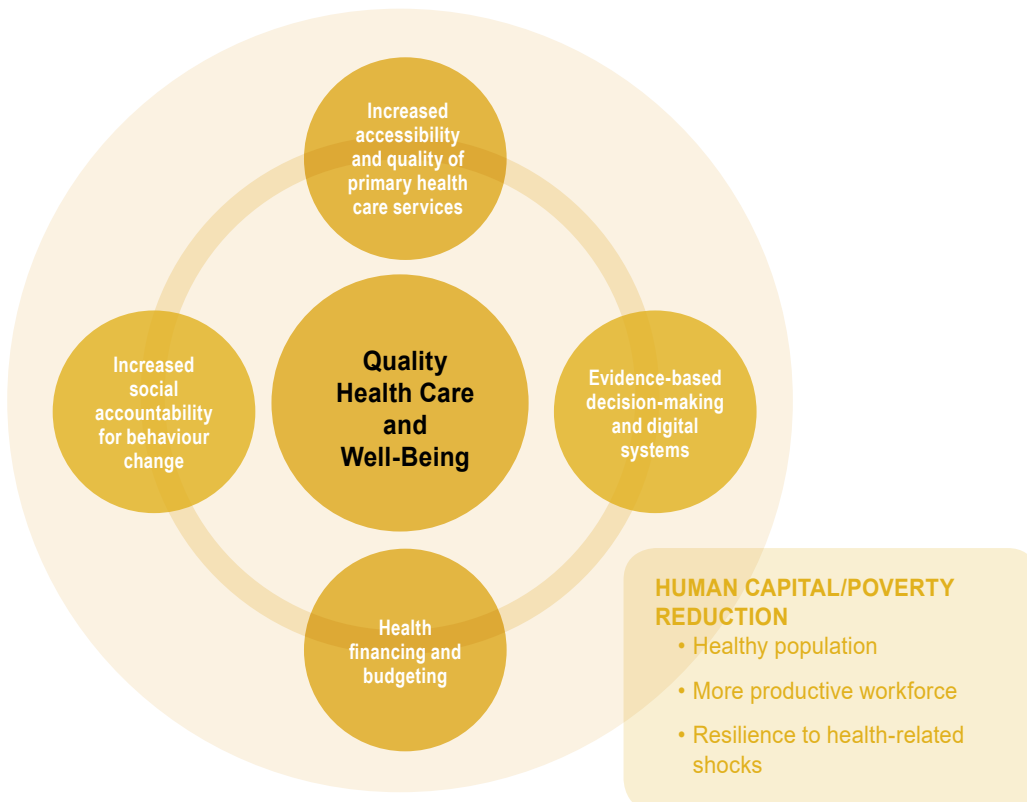 Increased
accessibility
and quality of
primary health
care services
Increased
social
accountability
for behaviour
change
Quality
Health Care
and
Well-Being
Evidence-based
decision-making
and digital
systems
Health
financing and
budgeting
HUMAN CAPITAL/POVERTY
REDUCTION
• Healthy population
• More productive workforce
• Resilience to health-related
shocks